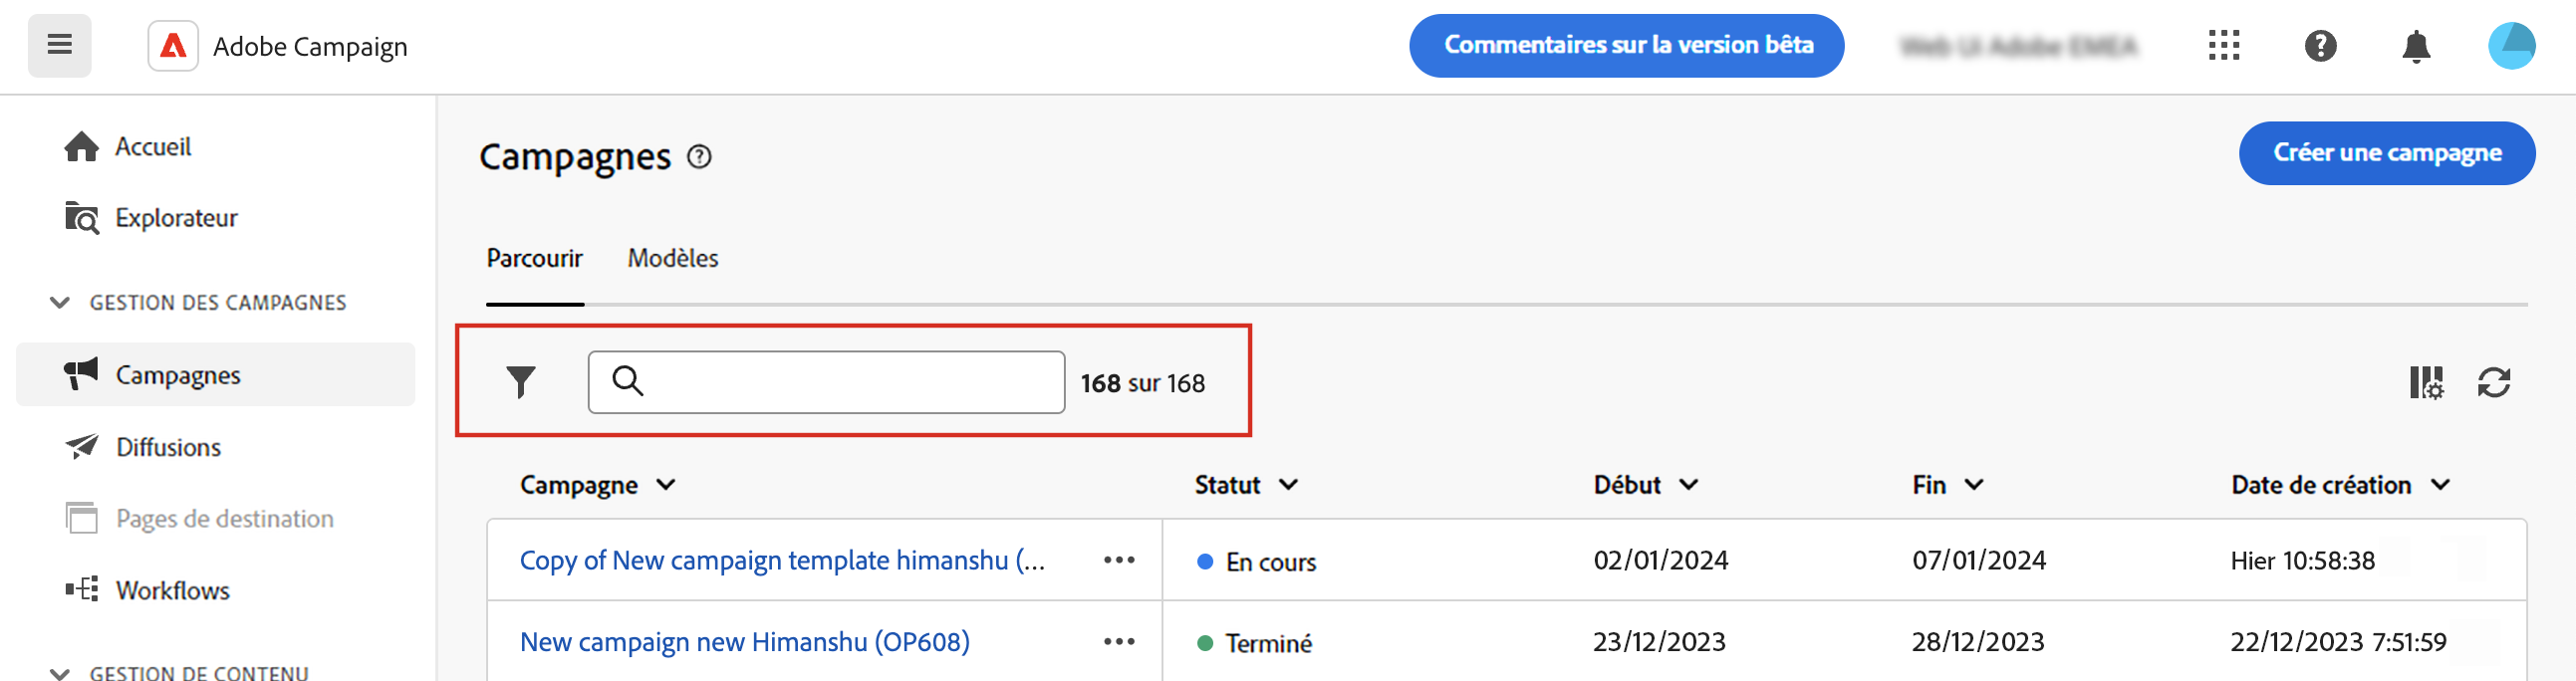 Adobe Campaign
Commentaires sur la version bêta
Accueil
Explorateur
GESTION DES CAMPAGNES
Campagnes
Diffusions
Pages de destination
Workflows
GESTION DE CONTENU
Campagnes
Créer une campagne
Parcourir Modèles
168 sur 168
Campagne Statut Début Fin Date de création
Copy of New campaign template himanshu (... En cours 02/01/2024 07/01/2024 Hier 10:58:38
New campaign new Himanshu (OP608) Terminé 23/12/2023 28/12/2023 22/12/2023 7:51:59